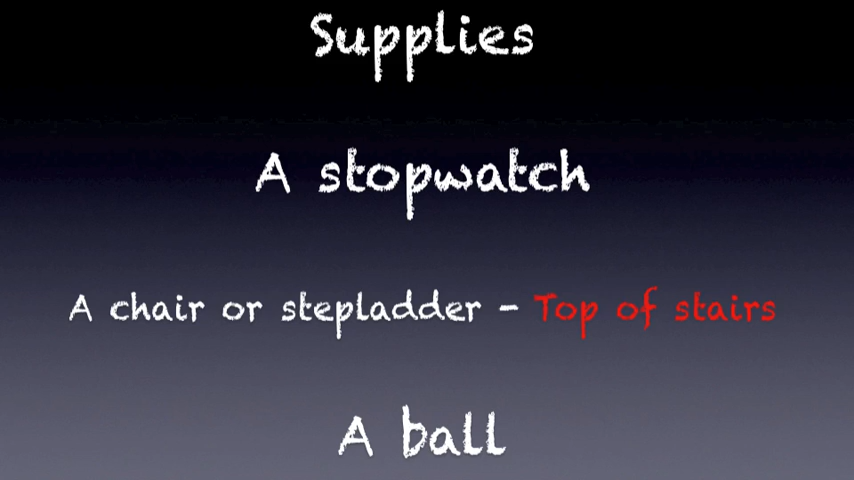 Supplies
A stopwatch
A chair or stepladder - Top of stairs
A ball